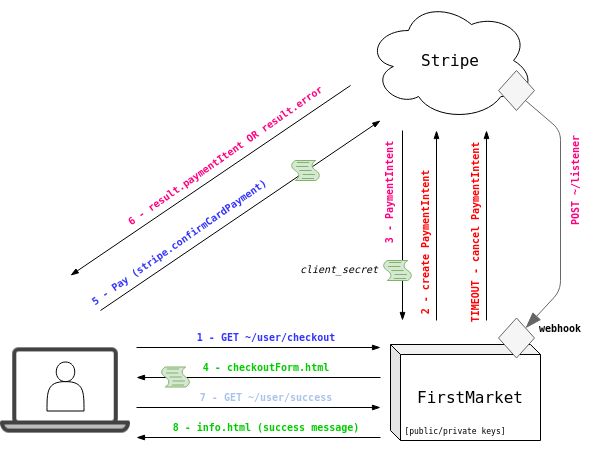 Stripe
6 - result.paymentItent OR result.error
5 - Pay (stripe.confirmCardPayment)
3 - PaymentIntent
2 - create PaymentIntent
TIMEOUT - cancel PaymentIntent
POST ~/listener
client_secret
webhook
1 - GET ~/user/checkout
4 - checkoutForm.html
7 - GET ~/user/success
8 - info.html (success message)
FirstMarket
[public/private keys]